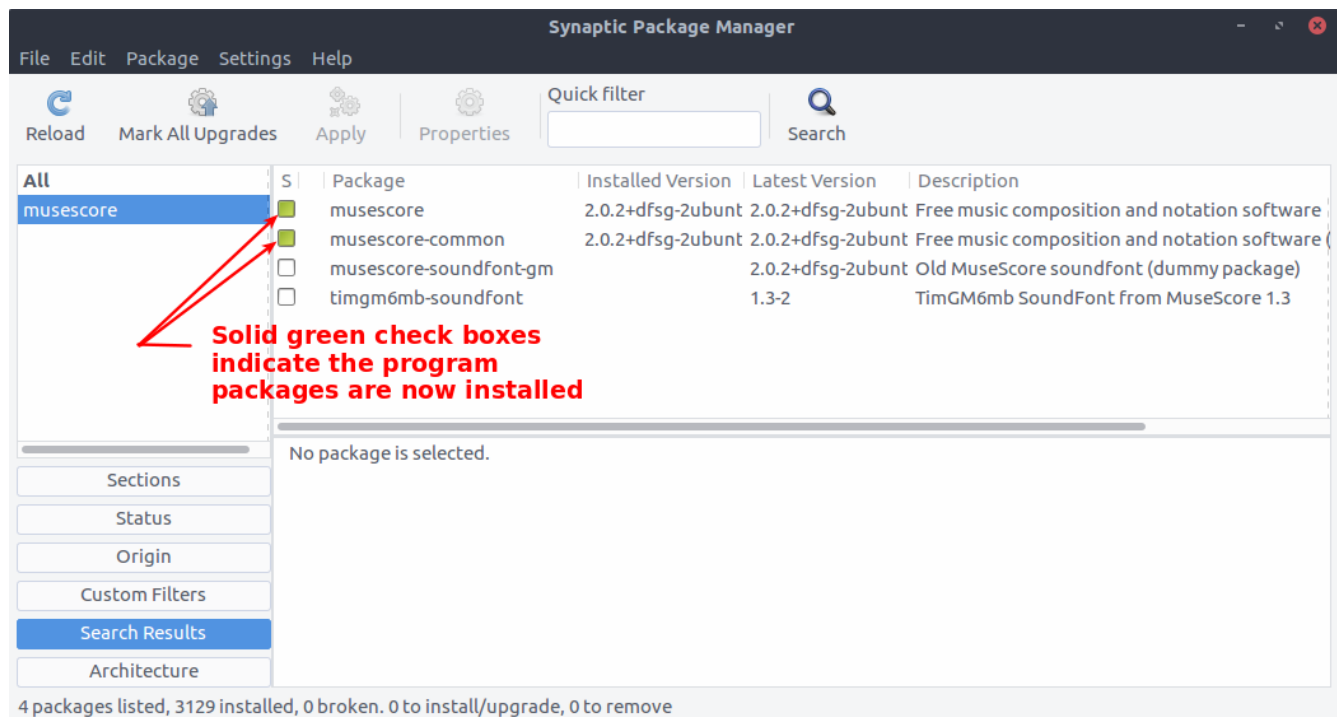 Synaptic Package Manager
File Edit Package Settings Help
Quick filter
Reload Mark All Upgrades Apply Properties Search
All
musescore
S Package Installed Version Latest Version Description
musescore 2.0.2+dfsg-2ubunt 2.0.2+dfsg-2ubunt Free music composition and notation software
musescore-common 2.0.2+dfsg-2ubunt 2.0.2+dfsg-2ubunt Free music composition and notation software (
musescore-soundfont-gm 2.0.2+dfsg-2ubunt Old MuseScore soundfont (dummy package)
timgm6mb-soundfont 1.3-2 TimGM6mb SoundFont from MuseScore 1.3
Solid green check boxes
indicate the program
packages are now installed
No package is selected.
Sections
Status
Origin
Custom Filters
Search Results
Architecture
4 packages listed, 3129 installed, 0 broken. 0 to install/upgrade, 0 to remove